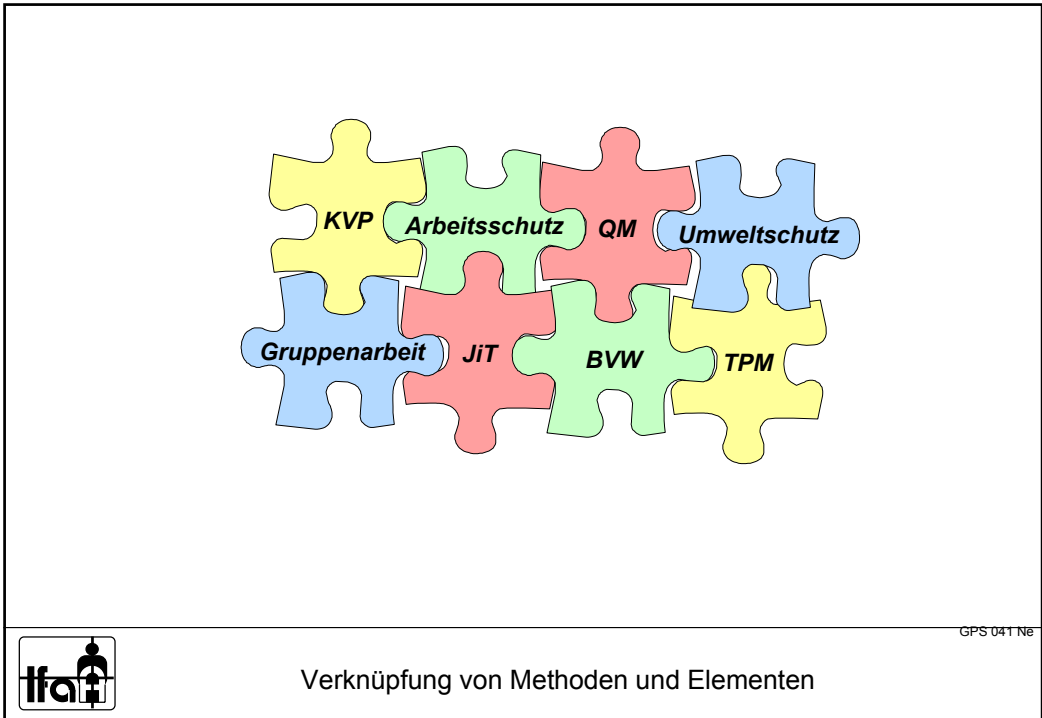 KVP
Arbeitsschutz
QM
Umweltschutz
Gruppenarbeit
JiT
BVW
TPM
GPS 041 Ne
Ifa
Verknüpfung von Methoden und Elementen